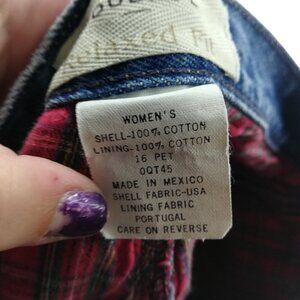 Relaxed Fit
WOMEN'S
SHELL-100% COTTON
LINING-100% COTTON
16 PET
0QT45
MADE IN MEXICO
SHELL FABRIC-USA
LINING FABRIC
PORTUGAL
CARE ON REVERSE